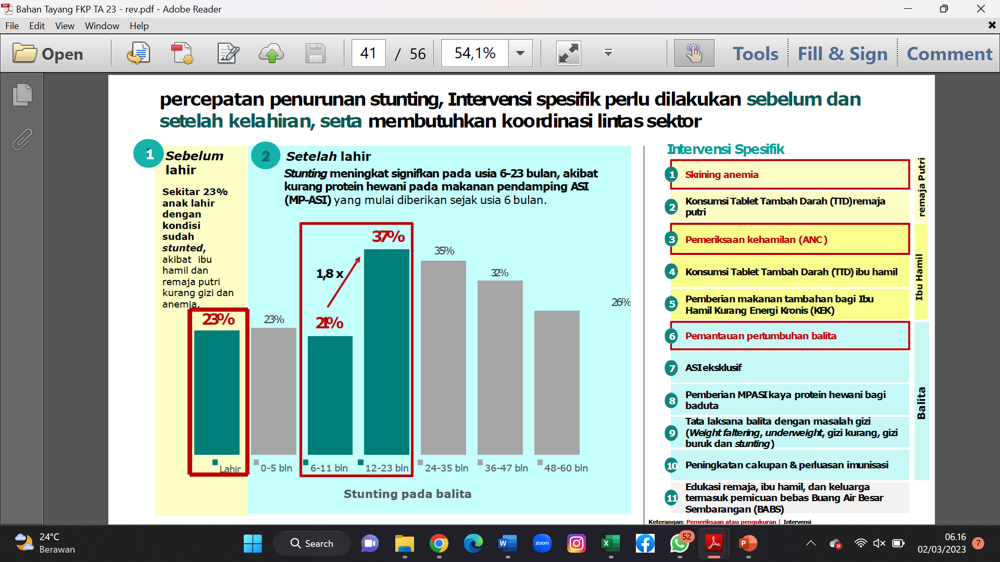 Bahan Tayang FKP TA 23 - rev.pdf - Adobe Reader
File Edit View Window Help
Open 41 / 56 54,1% Tools Fill & Sign Comment
percepatan penurunan stunting, Intervensi spesifik perlu dilakukan sebelum dan
setelah kelahiran, serta membutuhkan koordinasi lintas sektor
1
Sebelum
lahir
Sekitar 23%
anak lahir
dengan
kondisi
sudah
stunted,
akibat ibu
hamil dan
remaja putri
kurang gizi dan
anemia.
2
Setelah lahir
Stunting meningkat signifkan pada usia 6-23 bulan, akibat
kurang protein hewani pada makanan pendamping ASI
(MP-ASI) yang mulai diberikan sejak usia 6 bulan.
23%
23%
21%
1,8 x
37%
35%
32%
26%
Lahir
0-5 bln
6-11 bln
12-23 bln
24-35 bln
36-47 bln
48-60 bln
Stunting pada balita
Intervensi Spesifik
1 Skrining anemia
2 Konsumsi Tablet Tambah Darah (TTD) remaja
putri
3 Pemeriksaan kehamilan (ANC)
4 Konsumsi Tablet Tambah Darah (TTD) ibu hamil
5 Pemberian makanan tambahan bagi Ibu
Hamil Kurang Energi Kronis (KEK)
6 Pemantauan pertumbuhan balita
7 ASI eksklusif
8 Pemberian MPASI kaya protein hewani bagi
baduta
9 Tata laksana balita dengan masalah gizi
(Weight faltering, underweight, gizi kurang, gizi
buruk dan stunting)
10 Peningkatan cakupan & perluasan imunisasi
11 Edukasi remaja, ibu hamil, dan keluarga
termasuk pemicuan bebas Buang Air Besar
Sembarangan (BABS)
remaja Putri
Ibu Hamil
Balita
Keterangan: Pemeriksaan atau pengukuran | Intervensi
24°C
Berawan
Search
zoom
52
06.16
02/03/2023
7